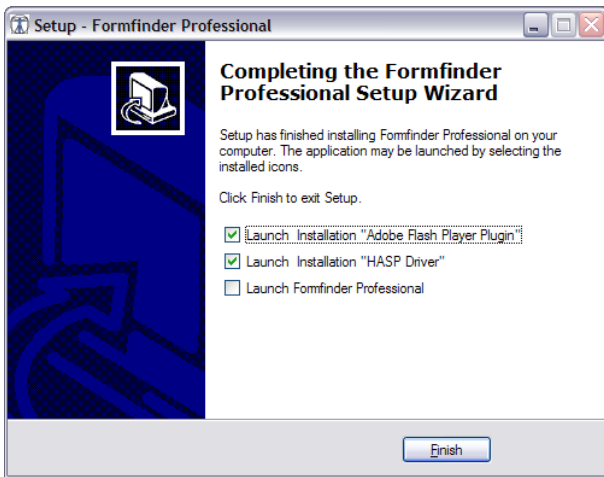 Setup - Formfinder Professional
Completing the Formfinder
Professional Setup Wizard
Setup has finished installing Formfinder Professional on your
computer. The application may be launched by selecting the
installed icons.
Click Finish to exit Setup.
Launch  Installation "Adobe Flash Player Plugin"
Launch  Installation "HASP Driver"
Launch Formfinder Professional
Finish